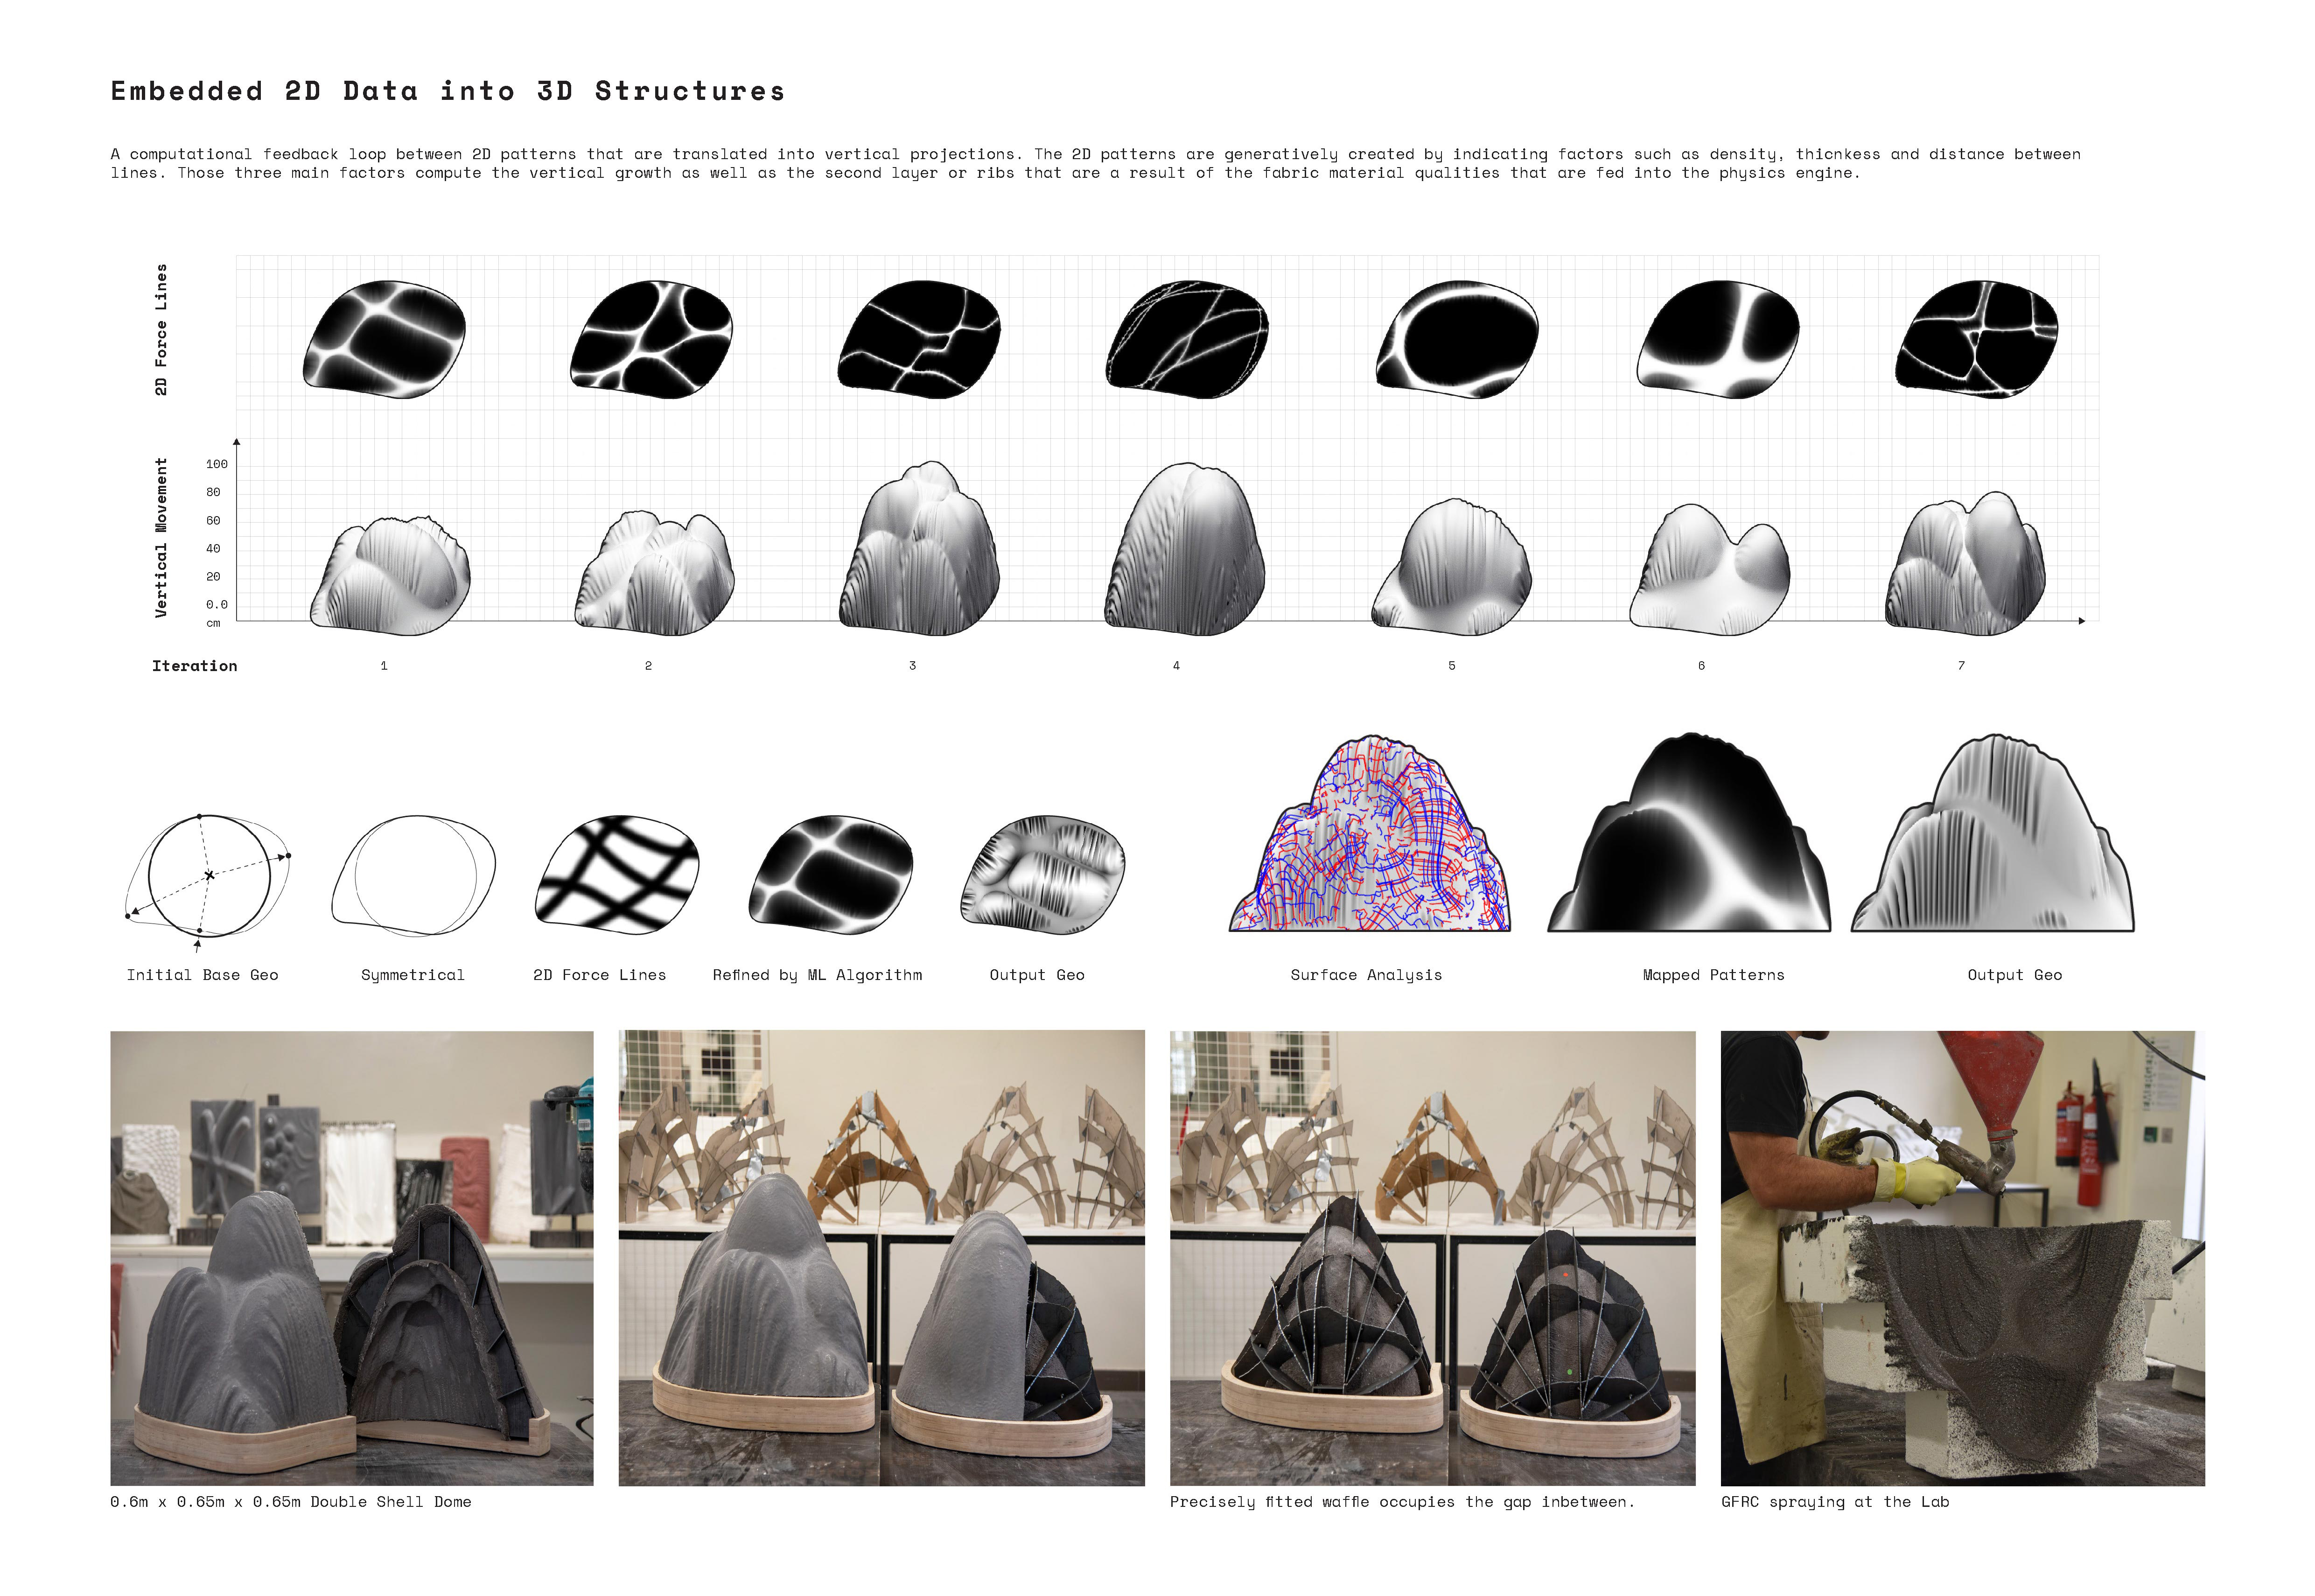 Embedded 2D Data into 3D Structures
A computational feedback loop between 2D patterns that are translated into vertical projections. The 2D patterns are generatively created by indicating factors such as density, thicnkess and distance between
lines. Those three main factors compute the vertical growth as well as the second layer or ribs that are a result of the fabric material qualities that are fed into the physics engine.
2D Force Lines
Vertical Movement
100
80
60
40
20
0.0
cm
Iteration 1 2 3 4 5 6 7
Initial Base Geo Symmetrical 2D Force Lines Refined by ML Algorithm Output Geo Surface Analysis Mapped Patterns Output Geo
0.6m x 0.65m x 0.65m Double Shell Dome
Precisely fitted waffle occupies the gap inbetween.
GFRC spraying at the Lab